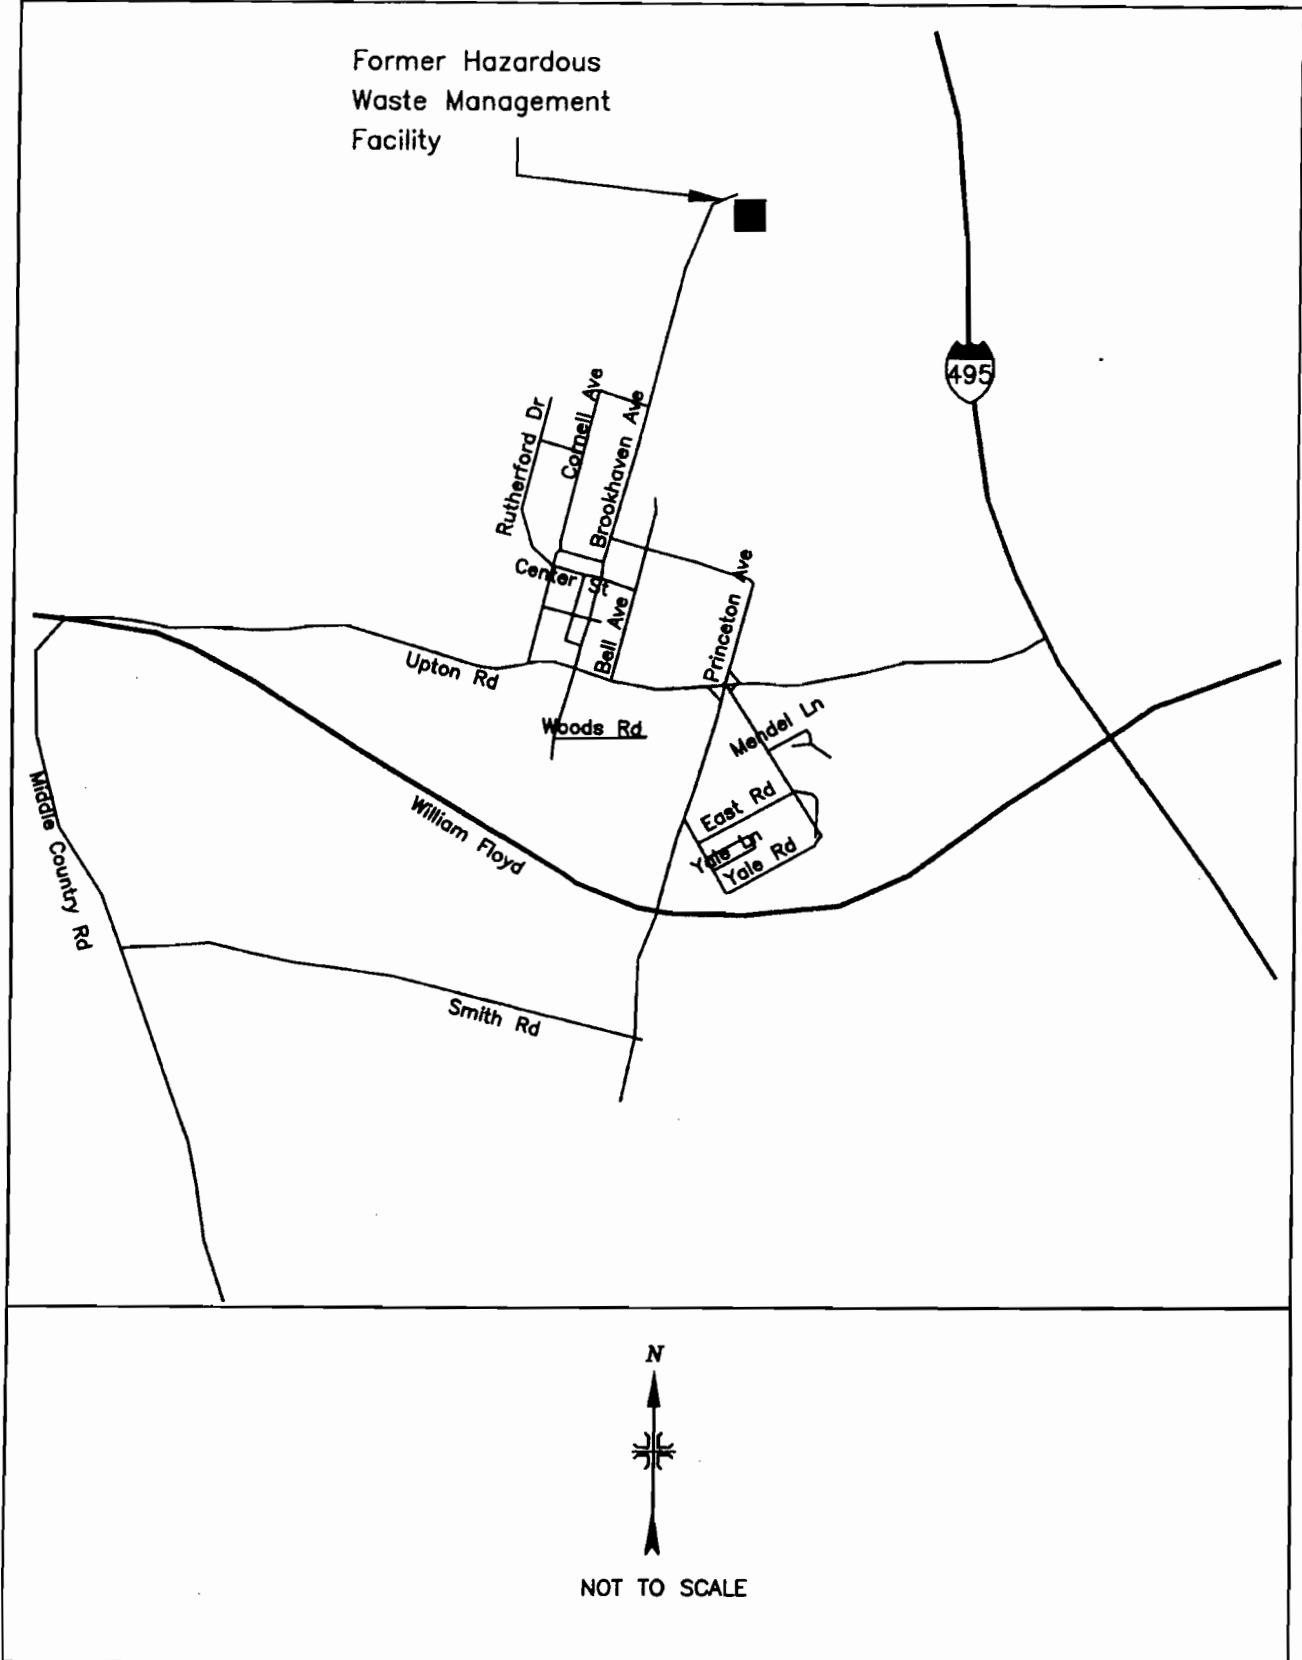 Former Hazardous
Waste Management
Facility
495
Cornell Ave
Rutherford Dr
Brookhaven Ave
Center St
Princeton Ave
Bell Ave
Upton Rd
Woods Rd
Mendel Ln
East Rd
Yale Ln
Yale Rd
Middle Country Rd
William Floyd
Smith Rd
N
NOT TO SCALE